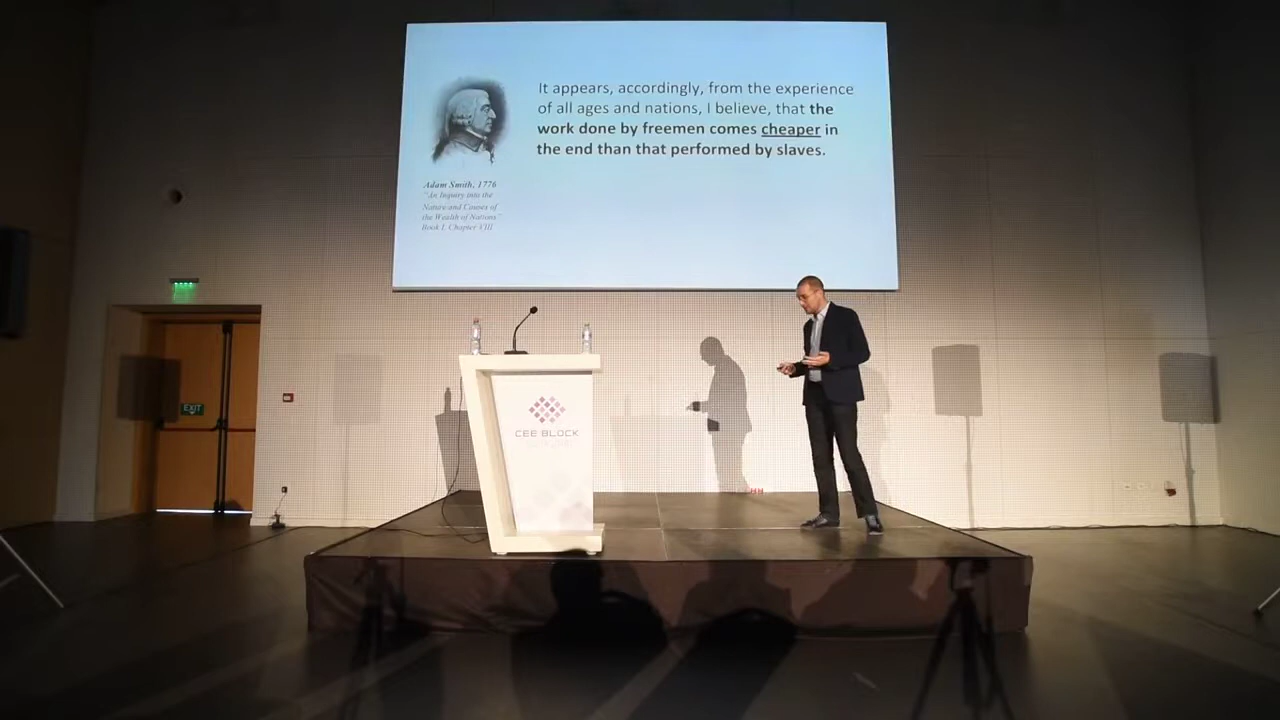 It appears, accordingly, from the experience
of all ages and nations, I believe, that the
work done by freemen comes cheaper in
the end than that performed by slaves.
Adam Smith, 1776
"An Inquiry into the
Nature and Causes of
the Wealth of Nations"
Book I, Chapter VIII
EXIT
CEE BLOCK